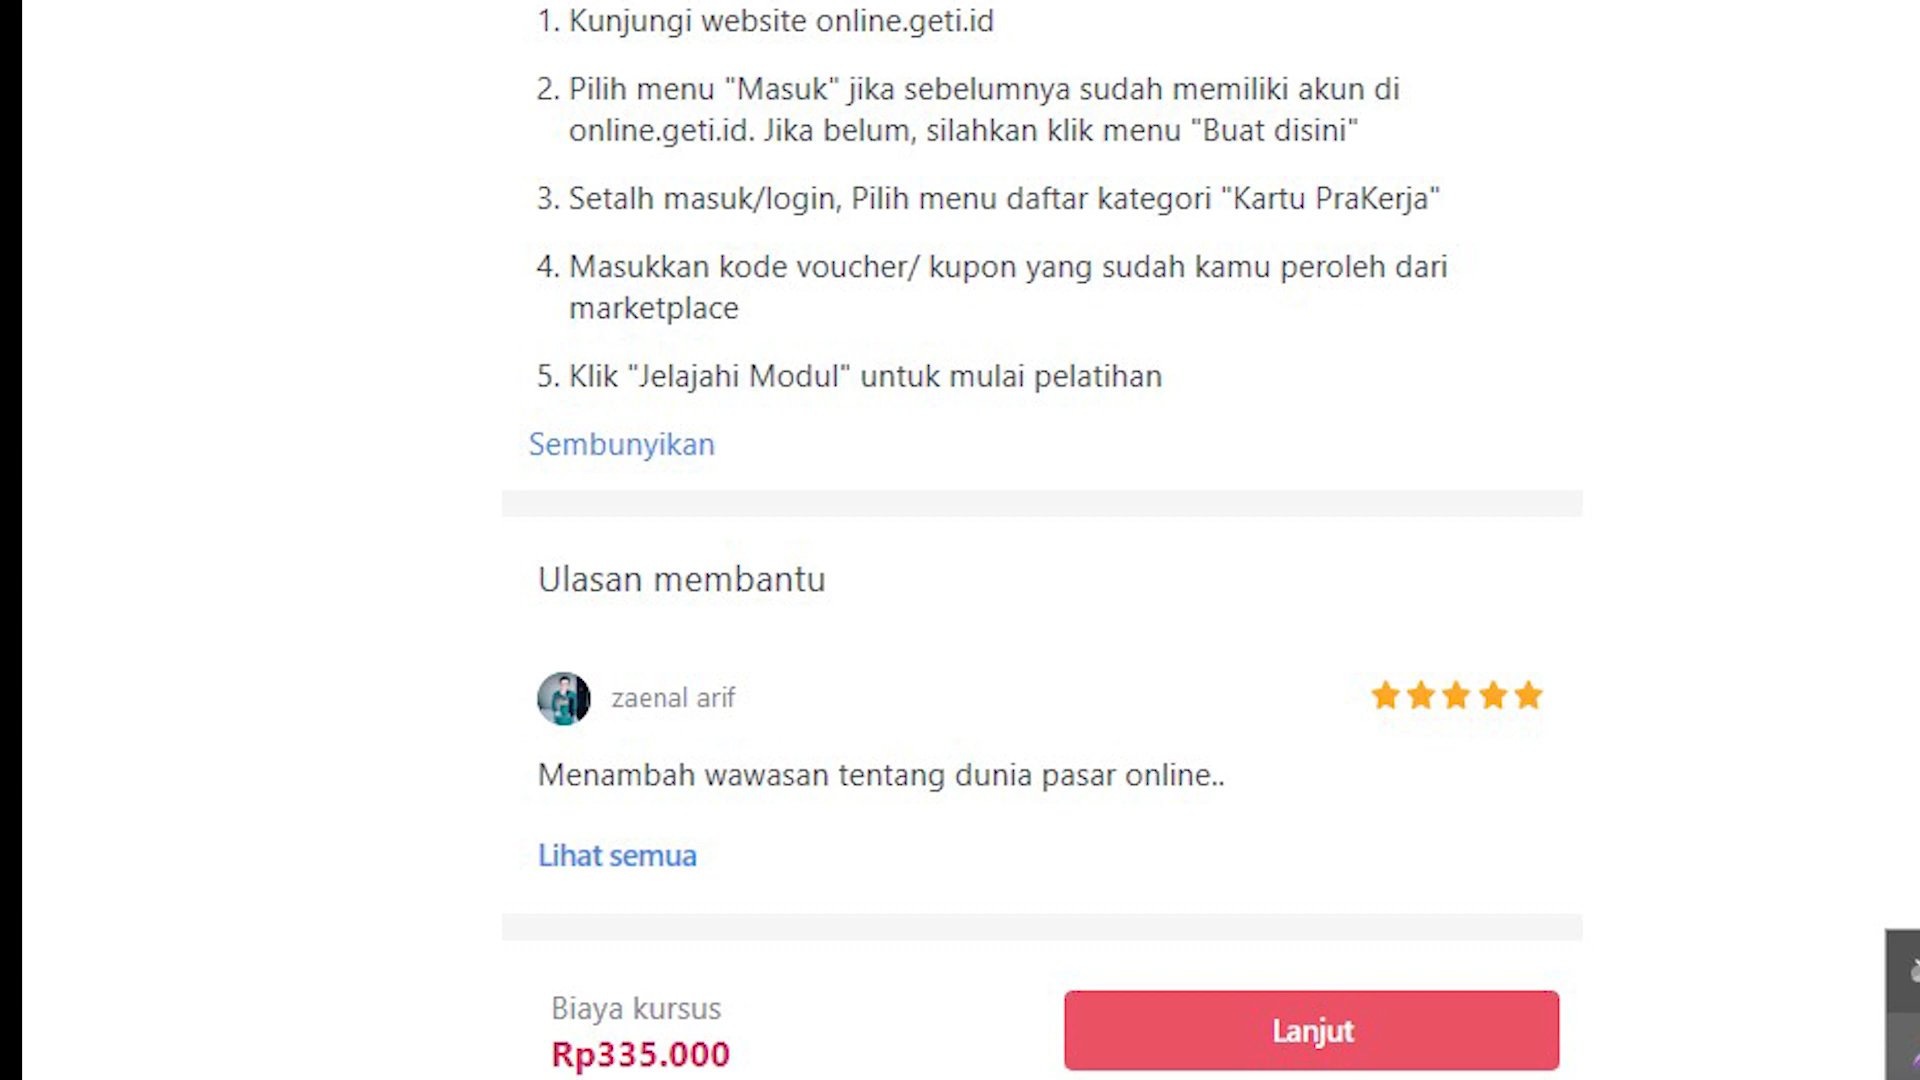 1. Kunjungi website online.geti.id
2. Pilih menu "Masuk" jika sebelumnya sudah memiliki akun di
online.geti.id. Jika belum, silahkan klik menu "Buat disini"
3. Setalh masuk/login, Pilih menu daftar kategori "Kartu PraKerja"
4. Masukkan kode voucher/ kupon yang sudah kamu peroleh dari
marketplace
5. Klik "Jelajahi Modul" untuk mulai pelatihan
Sembunyikan
Ulasan membantu
zaenal arif
Menambah wawasan tentang dunia pasar online..
Lihat semua
Biaya kursus
Rp335.000
Lanjut